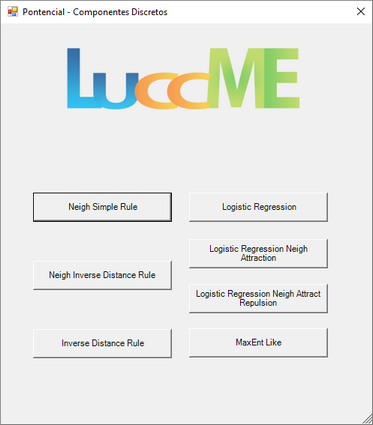 Pontencial - Componentes Discretos
LuccME
Neigh Simple Rule
Logistic Regression
Logistic Regression Neigh
Attraction
Neigh Inverse Distance Rule
Logistic Regression Neigh Attract
Repulsion
Inverse Distance Rule
MaxEnt Like